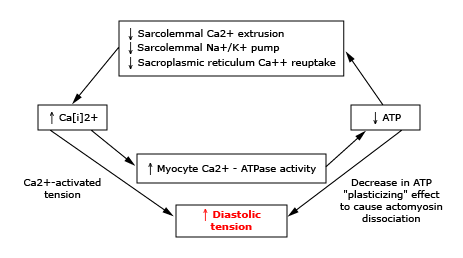 ↓ Sarcolemmal Ca2+ extrusion
↓ Sarcolemmal Na+/K+ pump
↓ Sacroplasmic reticulum Ca++ reuptake
↑ Ca[i]2+
↓ ATP
↑ Myocyte Ca2+ - ATPase activity
Ca2+-activated
tension
Decrease in ATP
"plasticizing" effect
to cause actomyosin
dissociation
↑ Diastolic
tension